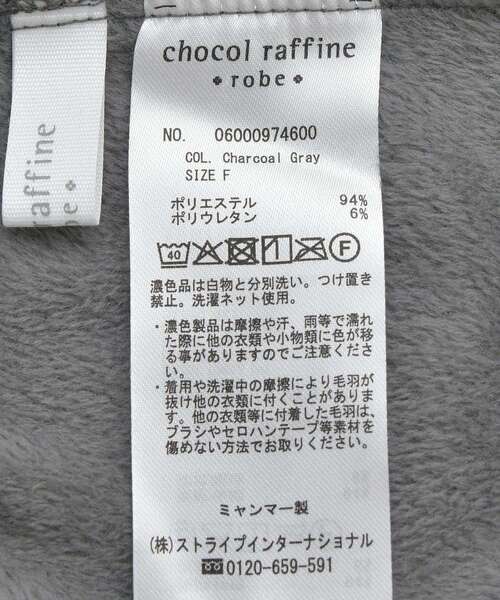 chocol raffine
robe
raffine
robe
NO. 06000974600
COL. Charcoal Gray
SIZE F
ポリエステル 94%
ポリウレタン 6%
40 F
濃色品は白物と分別洗い。つけ置き
禁止。洗濯ネット使用。
・濃色製品は摩擦や汗、雨等で濡れ
た際に他の衣類や小物類に色が移
る事がありますのでご注意くださ
い。
・着用や洗濯中の摩擦により毛羽が
抜け他の衣類に付くことがありま
す。他の衣類等に付着した毛羽は、
ブラシやセロハンテープ等素材を
傷めない方法でお取りください。
ミャンマー製
(株)ストライプインターナショナル
0120-659-591